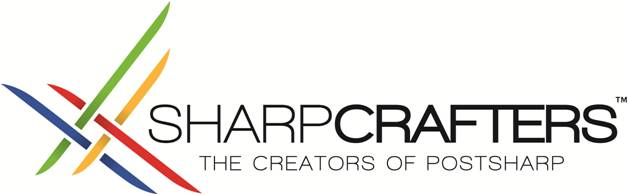 SHARPCRAFTERS™
THE CREATORS OF POSTSHARP